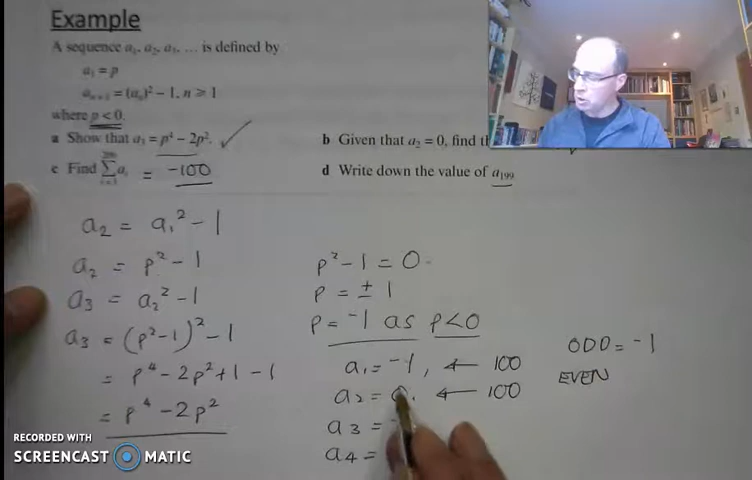 Example
A sequence a₁, a₂, a₃, ... is defined by
a₁ = p
aₙ₊₁ = (aₙ)² − 1, n ⩾ 1
where p < 0.
a Show that a₃ = p⁴ − 2p². ✓
b Given that a₂ = 0, find
c Find ∑aᵢ = -100
d Write down the value of a₁₉₉
a₂ = a₁² - 1
a₂ = p² - 1
a₃ = a₂² - 1
a₃ = (p²-1)² - 1
= p⁴ - 2p² + 1 - 1
= p⁴ - 2p²
p² - 1 = 0
p = ± 1
p = -1 as p<0
a₁ = -1, ← 100
a₂ = 0, ← 100
a₃ =
a₄ =
ODD = -1
EVEN
RECORDED WITH
SCREENCAST MATIC